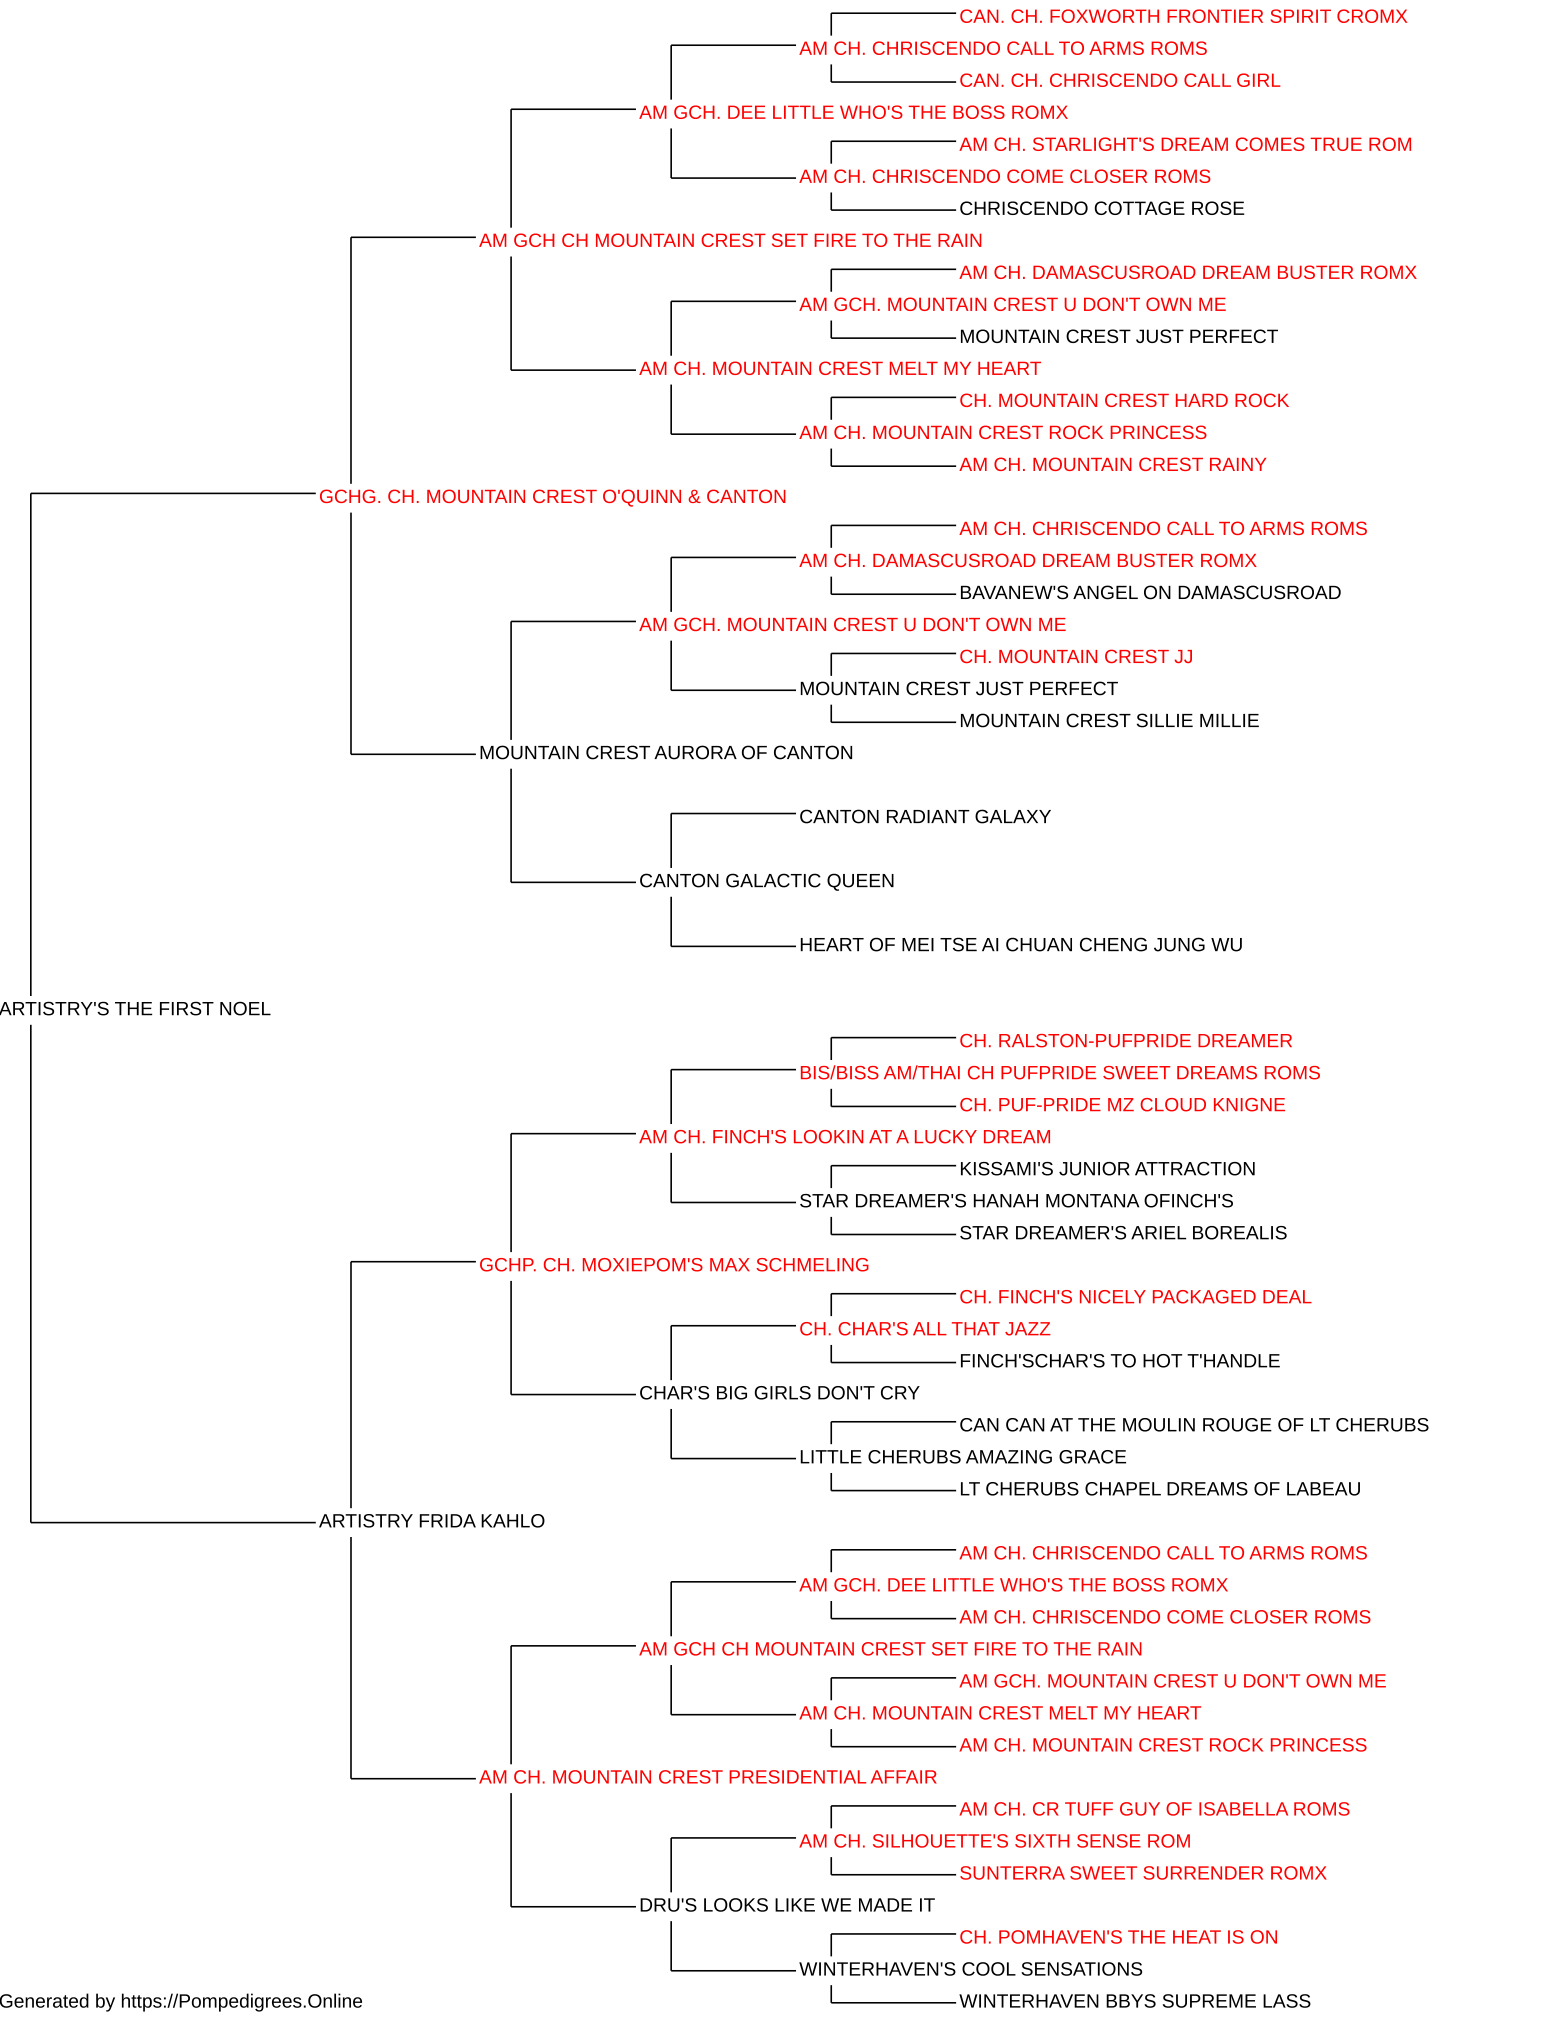 CAN. CH. FOXWORTH FRONTIER SPIRIT CROMX
AM CH. CHRISCENDO CALL TO ARMS ROMS
CAN. CH. CHRISCENDO CALL GIRL
AM GCH. DEE LITTLE WHO'S THE BOSS ROMX
AM CH. STARLIGHT'S DREAM COMES TRUE ROM
AM CH. CHRISCENDO COME CLOSER ROMS
CHRISCENDO COTTAGE ROSE
AM GCH CH MOUNTAIN CREST SET FIRE TO THE RAIN
AM CH. DAMASCUSROAD DREAM BUSTER ROMX
AM GCH. MOUNTAIN CREST U DON'T OWN ME
MOUNTAIN CREST JUST PERFECT
AM CH. MOUNTAIN CREST MELT MY HEART
CH. MOUNTAIN CREST HARD ROCK
AM CH. MOUNTAIN CREST ROCK PRINCESS
AM CH. MOUNTAIN CREST RAINY
GCHG. CH. MOUNTAIN CREST O'QUINN & CANTON
AM CH. CHRISCENDO CALL TO ARMS ROMS
AM CH. DAMASCUSROAD DREAM BUSTER ROMX
BAVANEW'S ANGEL ON DAMASCUSROAD
AM GCH. MOUNTAIN CREST U DON'T OWN ME
CH. MOUNTAIN CREST JJ
MOUNTAIN CREST JUST PERFECT
MOUNTAIN CREST SILLIE MILLIE
MOUNTAIN CREST AURORA OF CANTON
CANTON RADIANT GALAXY
CANTON GALACTIC QUEEN
HEART OF MEI TSE AI CHUAN CHENG JUNG WU
ARTISTRY'S THE FIRST NOEL
CH. RALSTON-PUFPRIDE DREAMER
BIS/BISS AM/THAI CH PUFPRIDE SWEET DREAMS ROMS
CH. PUF-PRIDE MZ CLOUD KNIGNE
AM CH. FINCH'S LOOKIN AT A LUCKY DREAM
KISSAMI'S JUNIOR ATTRACTION
STAR DREAMER'S HANAH MONTANA OFINCH'S
STAR DREAMER'S ARIEL BOREALIS
GCHP. CH. MOXIEPOM'S MAX SCHMELING
CH. FINCH'S NICELY PACKAGED DEAL
CH. CHAR'S ALL THAT JAZZ
FINCH'SCHAR'S TO HOT T'HANDLE
CHAR'S BIG GIRLS DON'T CRY
CAN CAN AT THE MOULIN ROUGE OF LT CHERUBS
LITTLE CHERUBS AMAZING GRACE
LT CHERUBS CHAPEL DREAMS OF LABEAU
ARTISTRY FRIDA KAHLO
AM CH. CHRISCENDO CALL TO ARMS ROMS
AM GCH. DEE LITTLE WHO'S THE BOSS ROMX
AM CH. CHRISCENDO COME CLOSER ROMS
AM GCH CH MOUNTAIN CREST SET FIRE TO THE RAIN
AM GCH. MOUNTAIN CREST U DON'T OWN ME
AM CH. MOUNTAIN CREST MELT MY HEART
AM CH. MOUNTAIN CREST ROCK PRINCESS
AM CH. MOUNTAIN CREST PRESIDENTIAL AFFAIR
AM CH. CR TUFF GUY OF ISABELLA ROMS
AM CH. SILHOUETTE'S SIXTH SENSE ROM
SUNTERRA SWEET SURRENDER ROMX
DRU'S LOOKS LIKE WE MADE IT
CH. POMHAVEN'S THE HEAT IS ON
WINTERHAVEN'S COOL SENSATIONS
WINTERHAVEN BBYS SUPREME LASS
Generated by https://Pompedigrees.Online